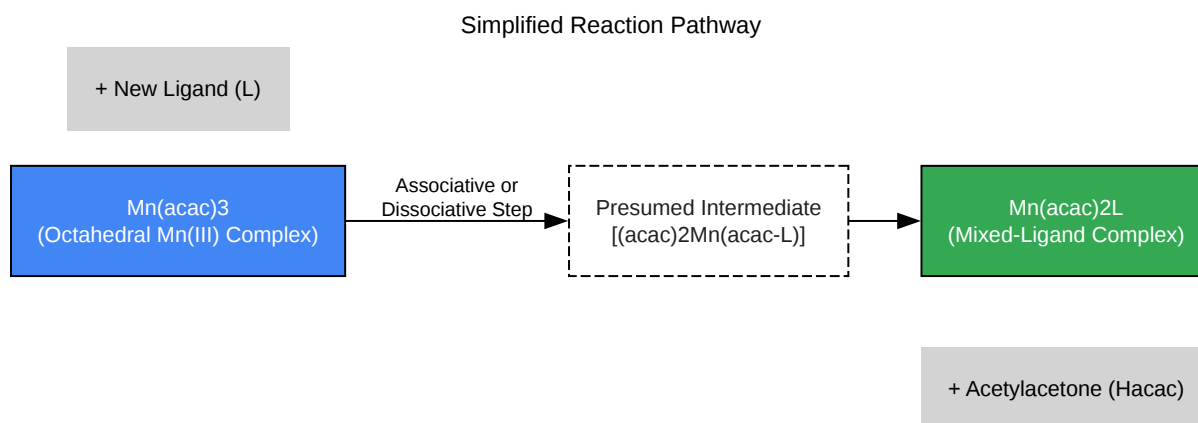 Simplified Reaction Pathway
+ New Ligand (L)
Mn(acac)3
(Octahedral Mn(III) Complex)
Associative or
Dissociative Step
Presumed Intermediate
[(acac)2Mn(acac-L)]
Mn(acac)2L
(Mixed-Ligand Complex)
+ Acetylacetone (Hacac)